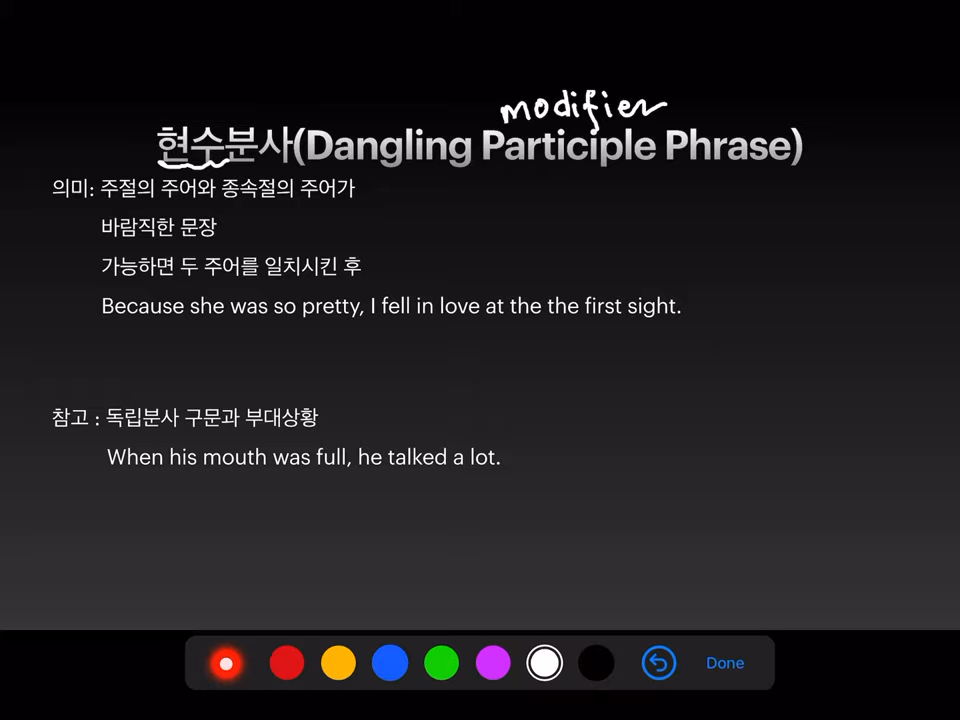 modifier
현수분사(Dangling Participle Phrase)
의미: 주절의 주어와 종속절의 주어가
바람직한 문장
가능하면 두 주어를 일치시킨 후
Because she was so pretty, I fell in love at the the first sight.
참고 : 독립분사 구문과 부대상황
When his mouth was full, he talked a lot.
Done